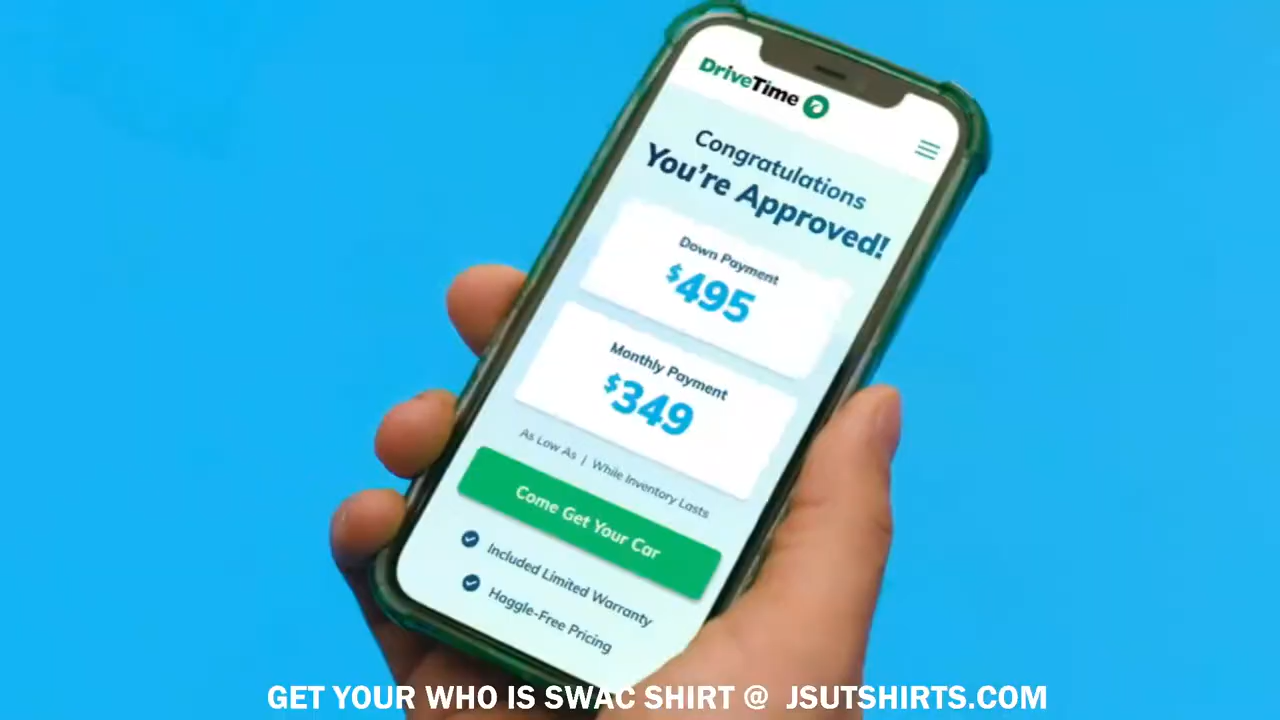 DriveTime
Congratulations
You're Approved!
Down Payment
$495
Monthly Payment
$349
As Low As | While Inventory Lasts
Come Get Your Car
Included Limited Warranty
Haggle-Free Pricing
GET YOUR WHO IS SWAC SHIRT @ JSUTSHIRTS.COM